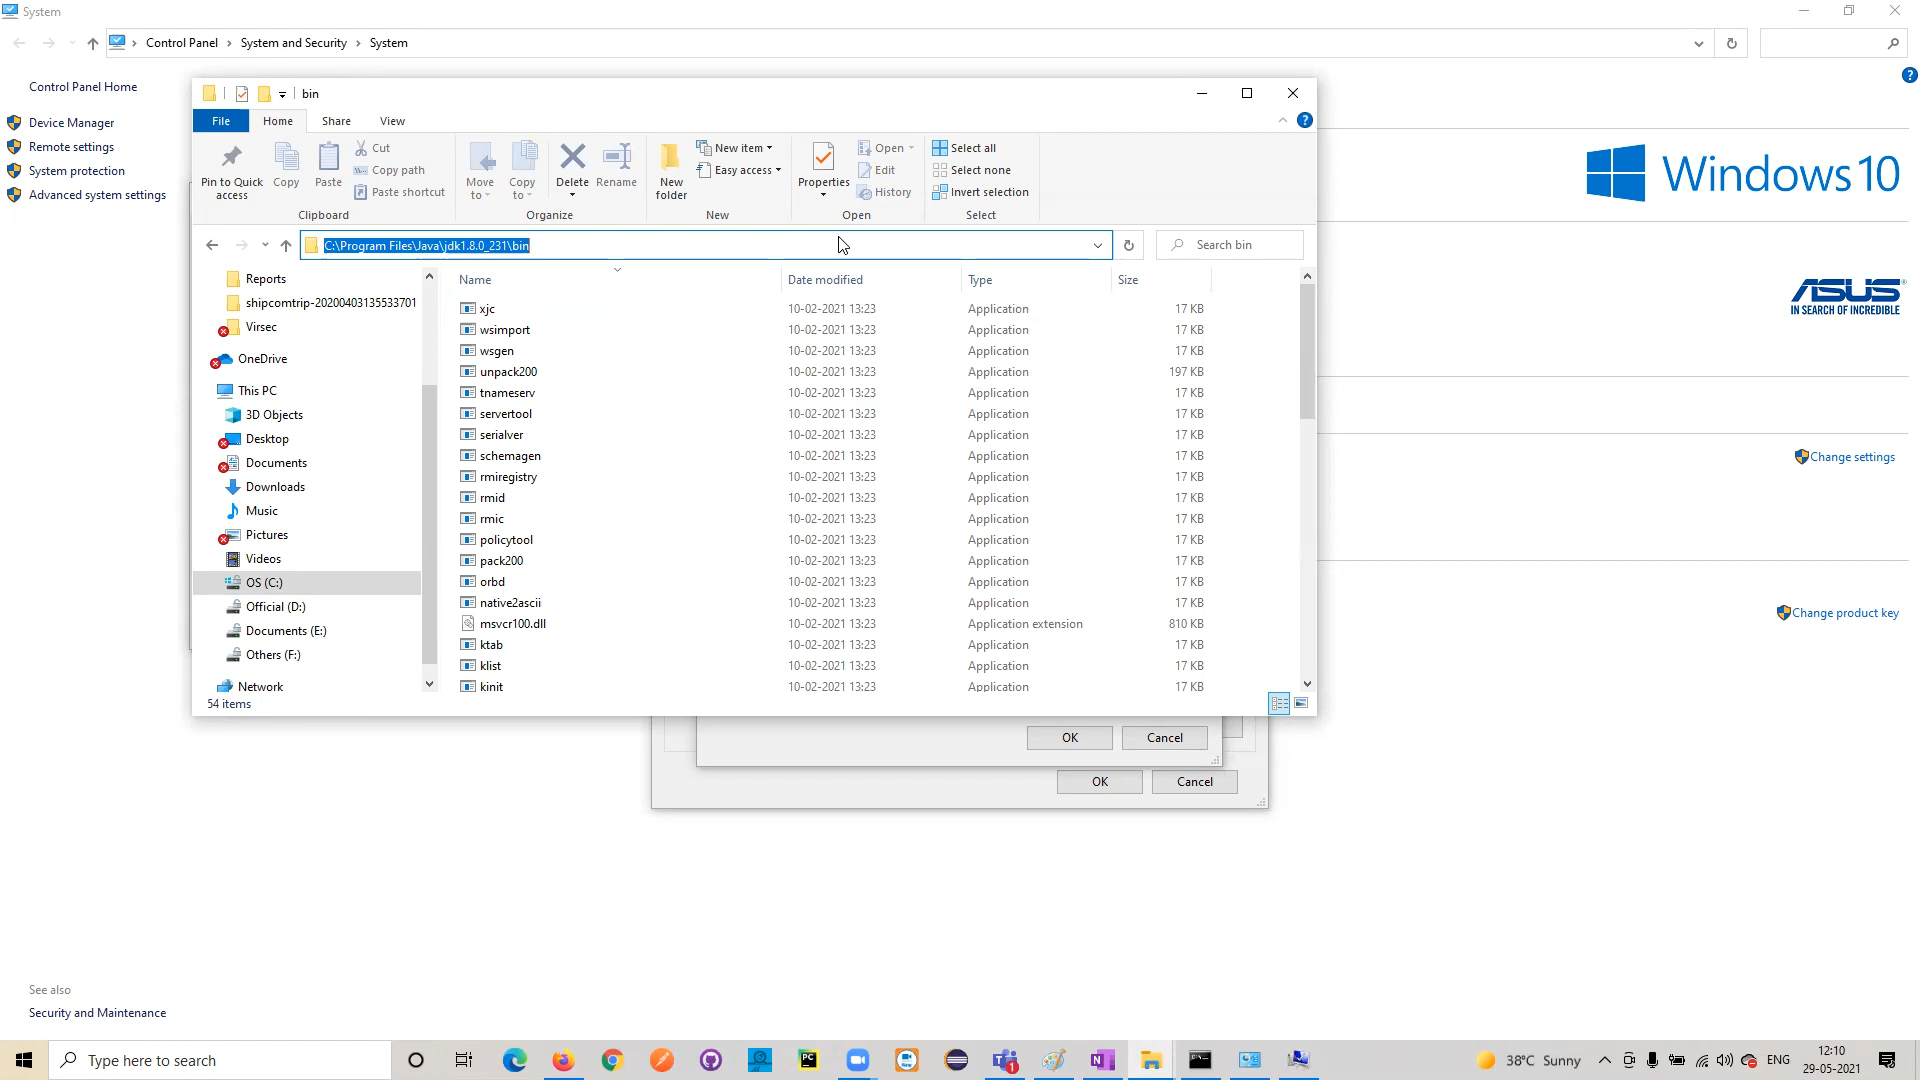 System
Control Panel > System and Security > System
Control Panel Home
Device Manager
Remote settings
System protection
Advanced system settings
bin
File Home Share View
Pin to Quick access
Copy
Paste
Cut
Copy path
Paste shortcut
Clipboard
Move to
Copy to
Delete
Rename
Organize
New folder
New item
Easy access
New
Properties
Open
Edit
History
Open
Select all
Select none
Invert selection
Select
C:\Program Files\Java\jdk1.8.0_231\bin
Search bin
Reports
shipcomtrip-20200403135533701
Virsec
OneDrive
This PC
3D Objects
Desktop
Documents
Downloads
Music
Pictures
Videos
OS (C:)
Official (D:)
Documents (E:)
Others (F:)
Network
Name Date modified Type Size
xjc 10-02-2021 13:23 Application 17 KB
wsimport 10-02-2021 13:23 Application 17 KB
wsgen 10-02-2021 13:23 Application 17 KB
unpack200 10-02-2021 13:23 Application 197 KB
tnameserv 10-02-2021 13:23 Application 17 KB
servertool 10-02-2021 13:23 Application 17 KB
serialver 10-02-2021 13:23 Application 17 KB
schemagen 10-02-2021 13:23 Application 17 KB
rmiregistry 10-02-2021 13:23 Application 17 KB
rmid 10-02-2021 13:23 Application 17 KB
rmic 10-02-2021 13:23 Application 17 KB
policytool 10-02-2021 13:23 Application 17 KB
pack200 10-02-2021 13:23 Application 17 KB
orbd 10-02-2021 13:23 Application 17 KB
native2ascii 10-02-2021 13:23 Application 17 KB
msvcr100.dll 10-02-2021 13:23 Application extension 810 KB
ktab 10-02-2021 13:23 Application 17 KB
klist 10-02-2021 13:23 Application 17 KB
kinit 10-02-2021 13:23 Application 17 KB
54 items
OK Cancel
OK Cancel
Windows 10
ASUS
IN SEARCH OF INCREDIBLE
Change settings
Change product key
See also
Security and Maintenance
Type here to search
PC
1
38°C Sunny
ENG
12:10
29-05-2021